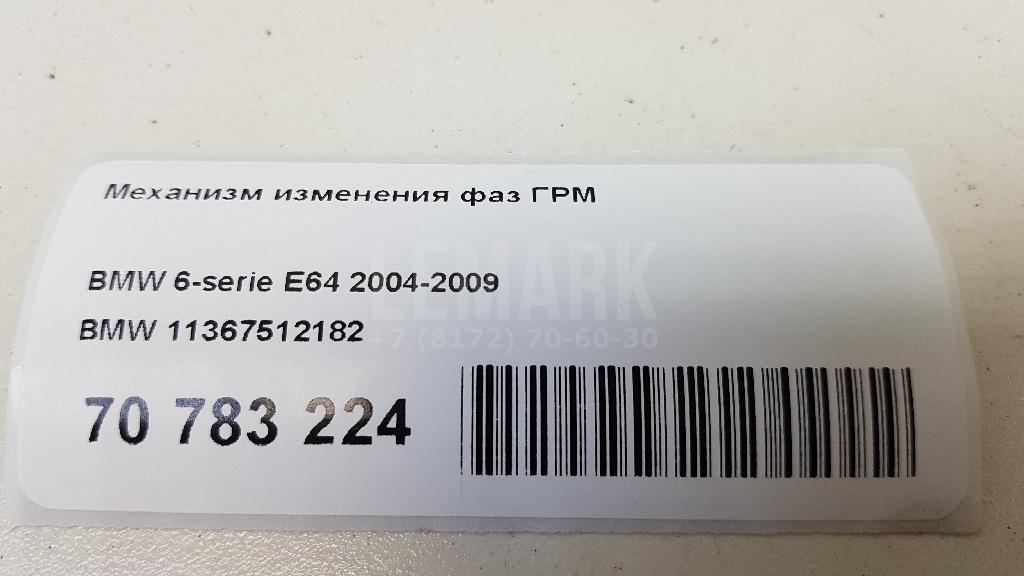 Механизм изменения фаз ГРМ
LEMARK
BMW 6-serie E64 2004-2009
BMW 11367512182
+7 (8172) 70-60-30
70 783 224